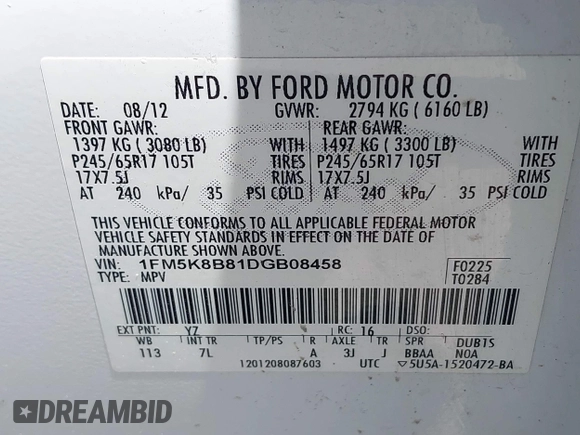 MFD. BY FORD MOTOR CO.
DATE: 08/12 GVWR: 2794 KG ( 6160 LB)
FRONT GAWR: REAR GAWR:
1397 KG ( 3080 LB) WITH 1497 KG ( 3300 LB) WITH
P245/65R17 105T TIRES P245/65R17 105T TIRES
17X7.5J RIMS 17X7.5J RIMS
AT 240 kPa/ 35 PSI COLD AT 240 kPa/ 35 PSI COLD
THIS VEHICLE CONFORMS TO ALL APPLICABLE FEDERAL MOTOR
VEHICLE SAFETY STANDARDS IN EFFECT ON THE DATE OF
MANUFACTURE SHOWN ABOVE.
VIN: 1FM5K8B81DGB08458 F0225
TYPE: MPV T0284
EXT PNT: YZ RC: 16 DSO:
WB INT TR TP/PS R AXLE TR SPR DUB1S
113 7L A 3J J BBAA N0A
1201208087603 UTC ▽5U5A-1520472-BA
DREAMBID